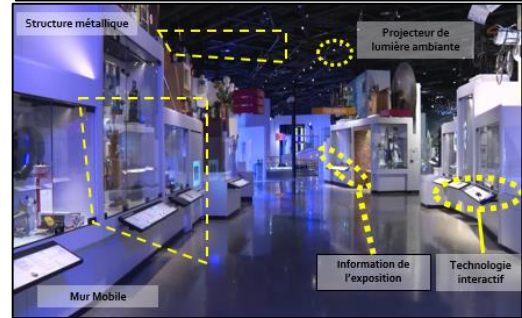 Structure métallique
Projecteur de
lumière ambiante
Information de
l'exposition
Technologie
interactif
Mur Mobile